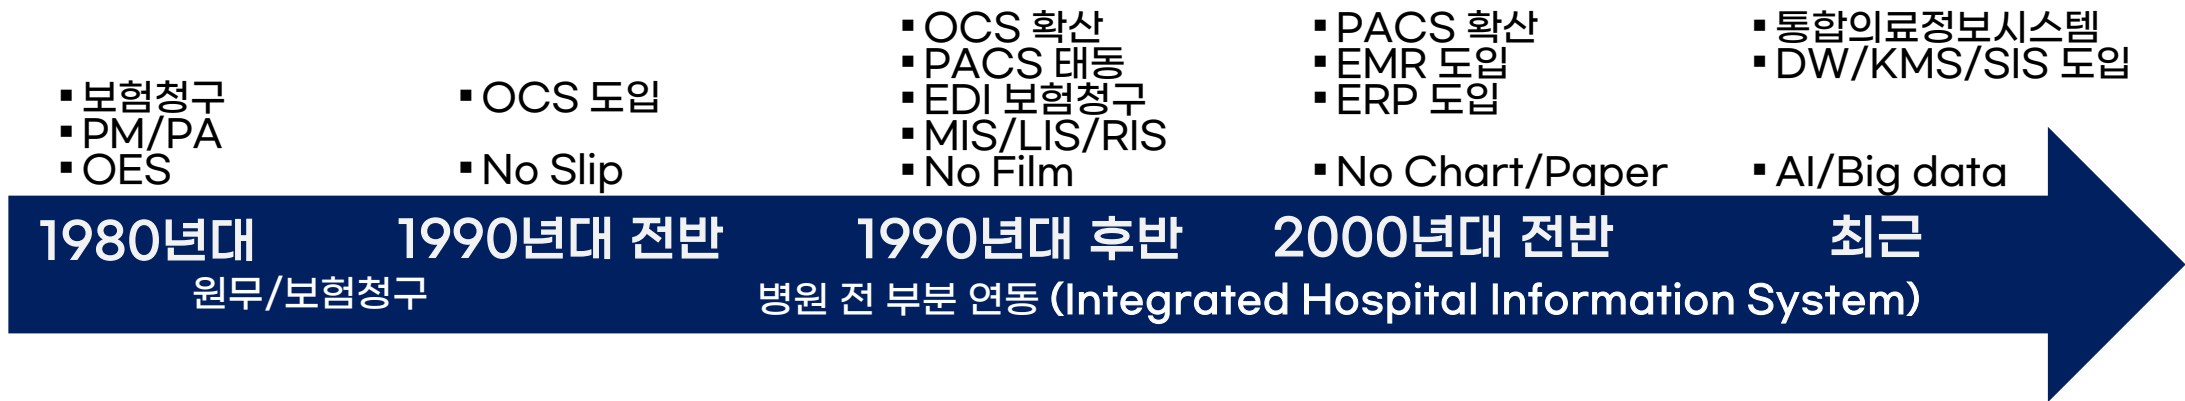 ▪ 보험청구
▪ PM/PA
▪ OES
▪ OCS 도입
▪ No Slip
▪ OCS 확산
▪ PACS 태동
▪ EDI 보험청구
▪ MIS/LIS/RIS
▪ No Film
▪ PACS 확산
▪ EMR 도입
▪ ERP 도입
▪ No Chart/Paper
▪ 통합의료정보시스템
▪ DW/KMS/SIS 도입
▪ AI/Big data
1980년대
1990년대 전반
1990년대 후반
2000년대 전반
최근
원무/보험청구
병원 전 부분 연동 (Integrated Hospital Information System)